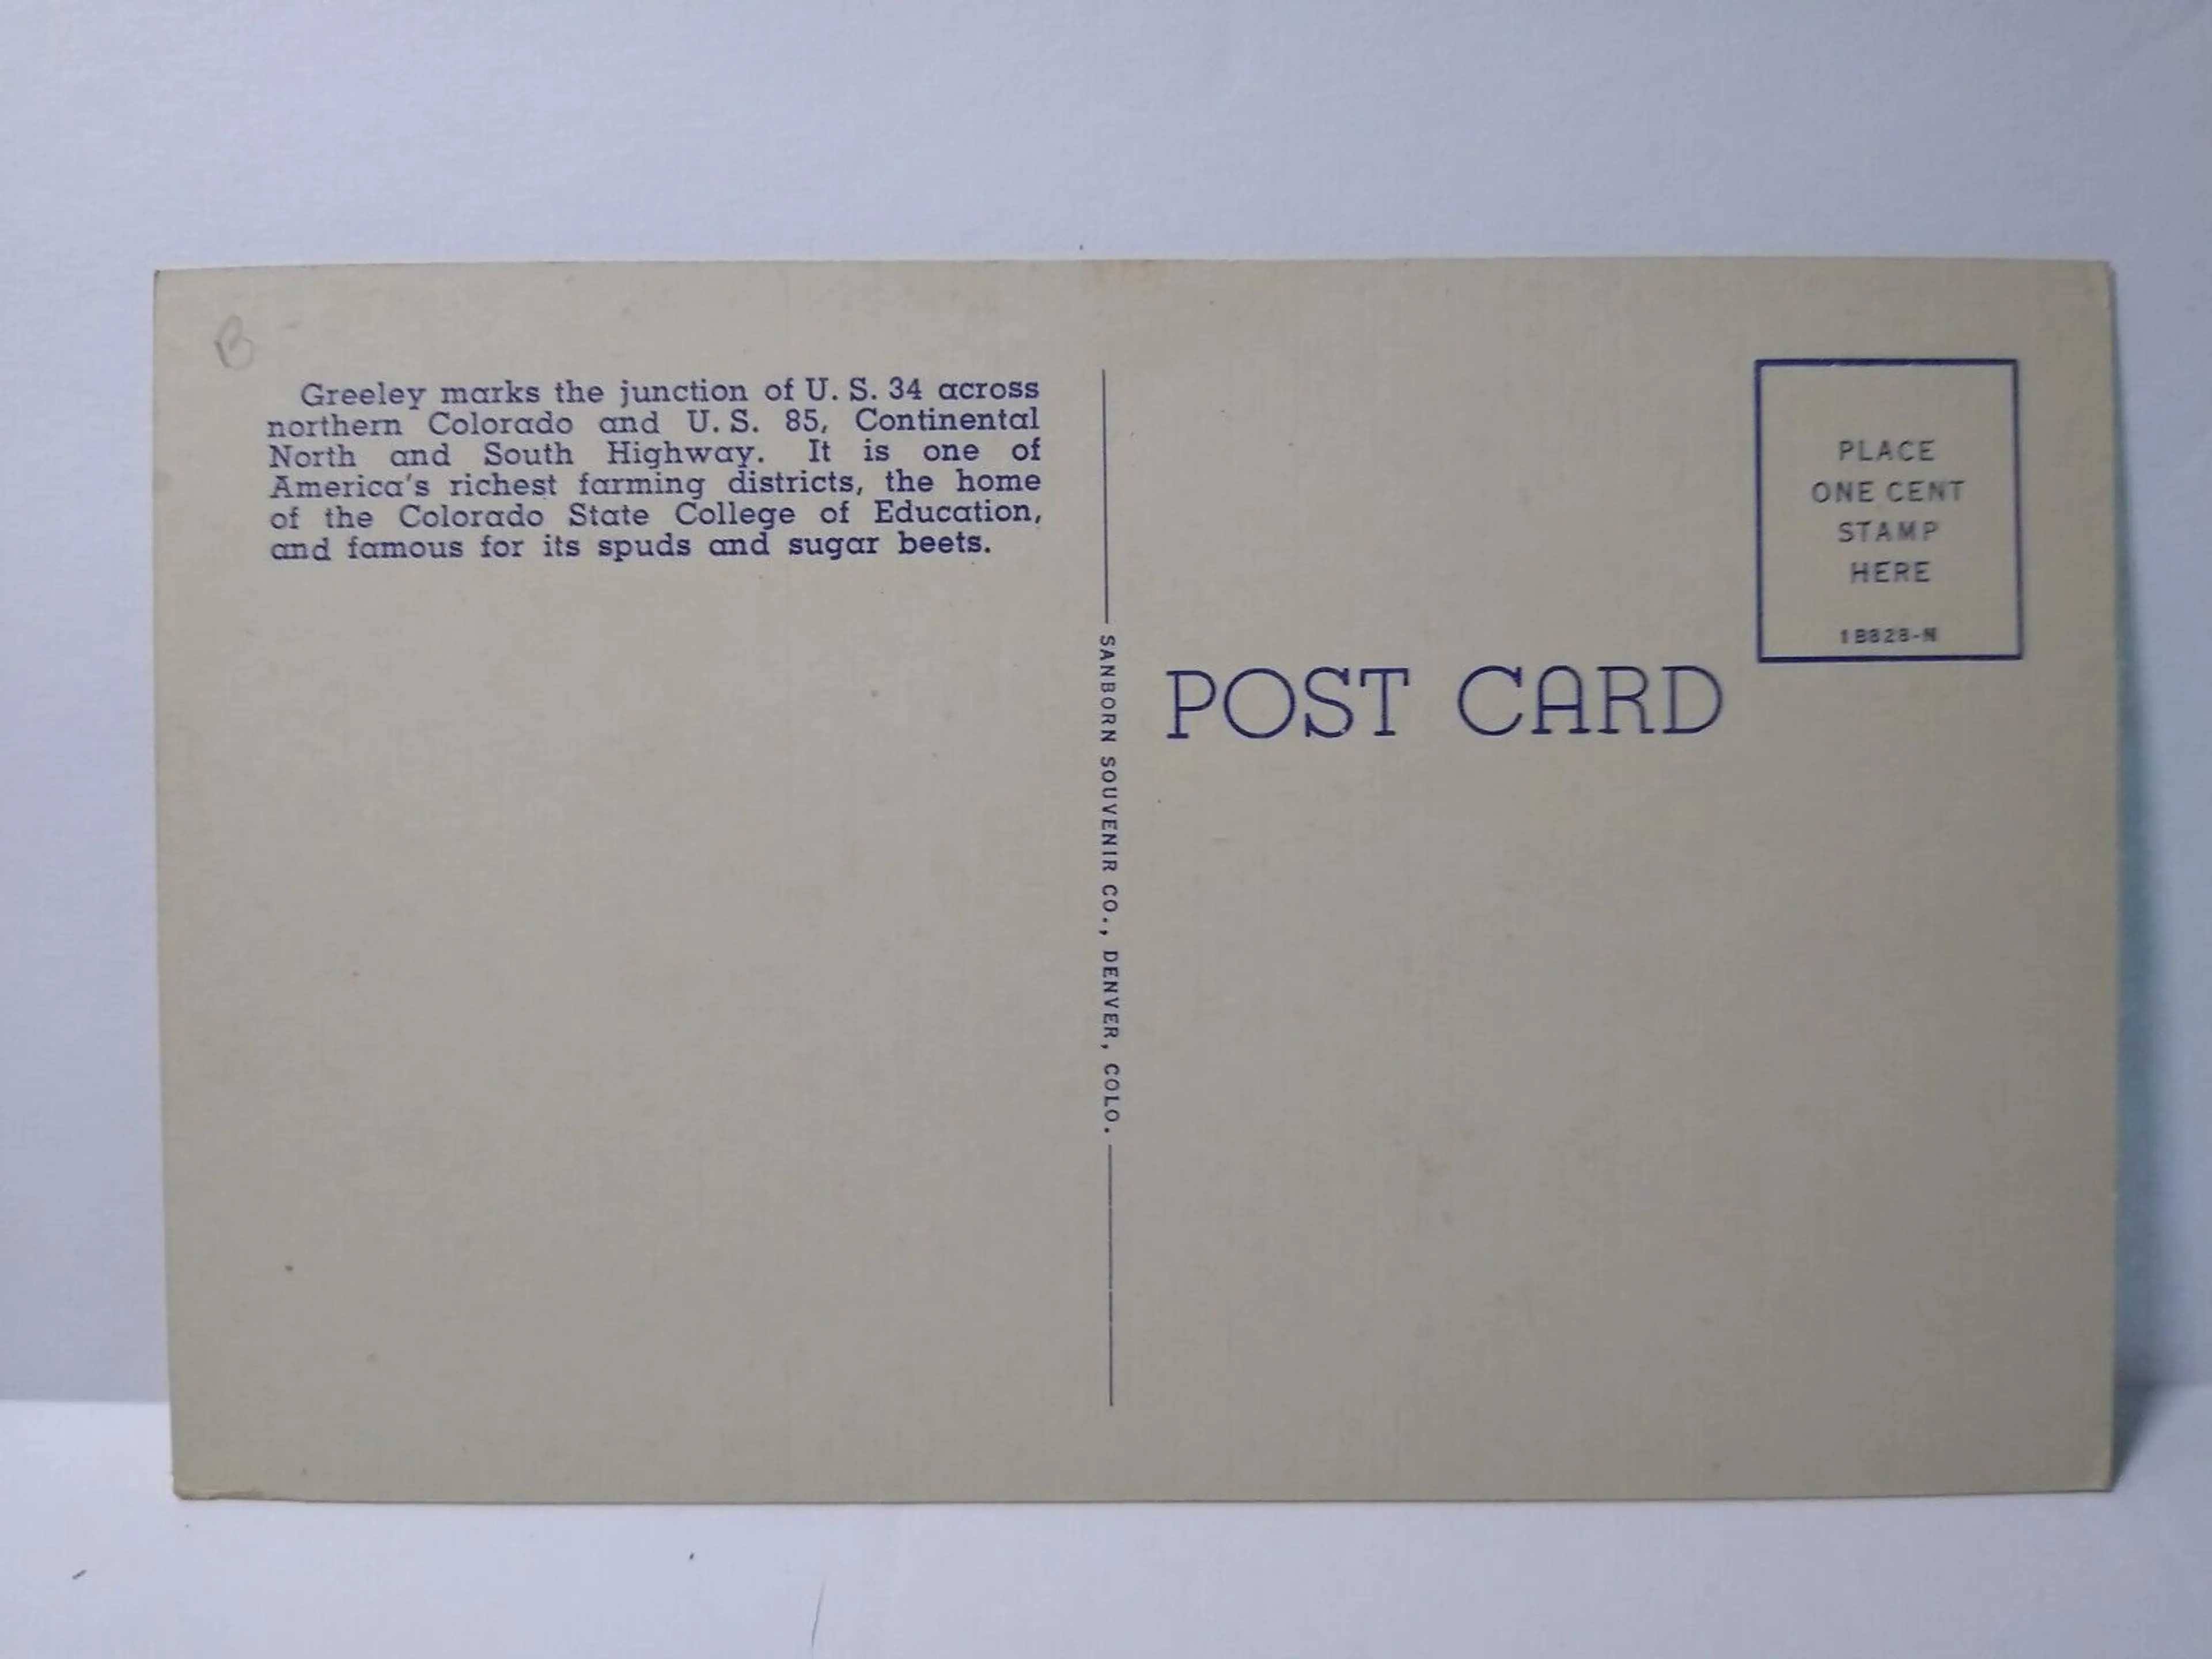 B
Greeley marks the junction of U. S. 34 across
northern Colorado and U. S. 85, Continental
North and South Highway. It is one of
America's richest farming districts, the home
of the Colorado State College of Education,
and famous for its spuds and sugar beets.
SANBORN SOUVENIR CO., DENVER, COLO.
POST CARD
PLACE
ONE CENT
STAMP
HERE